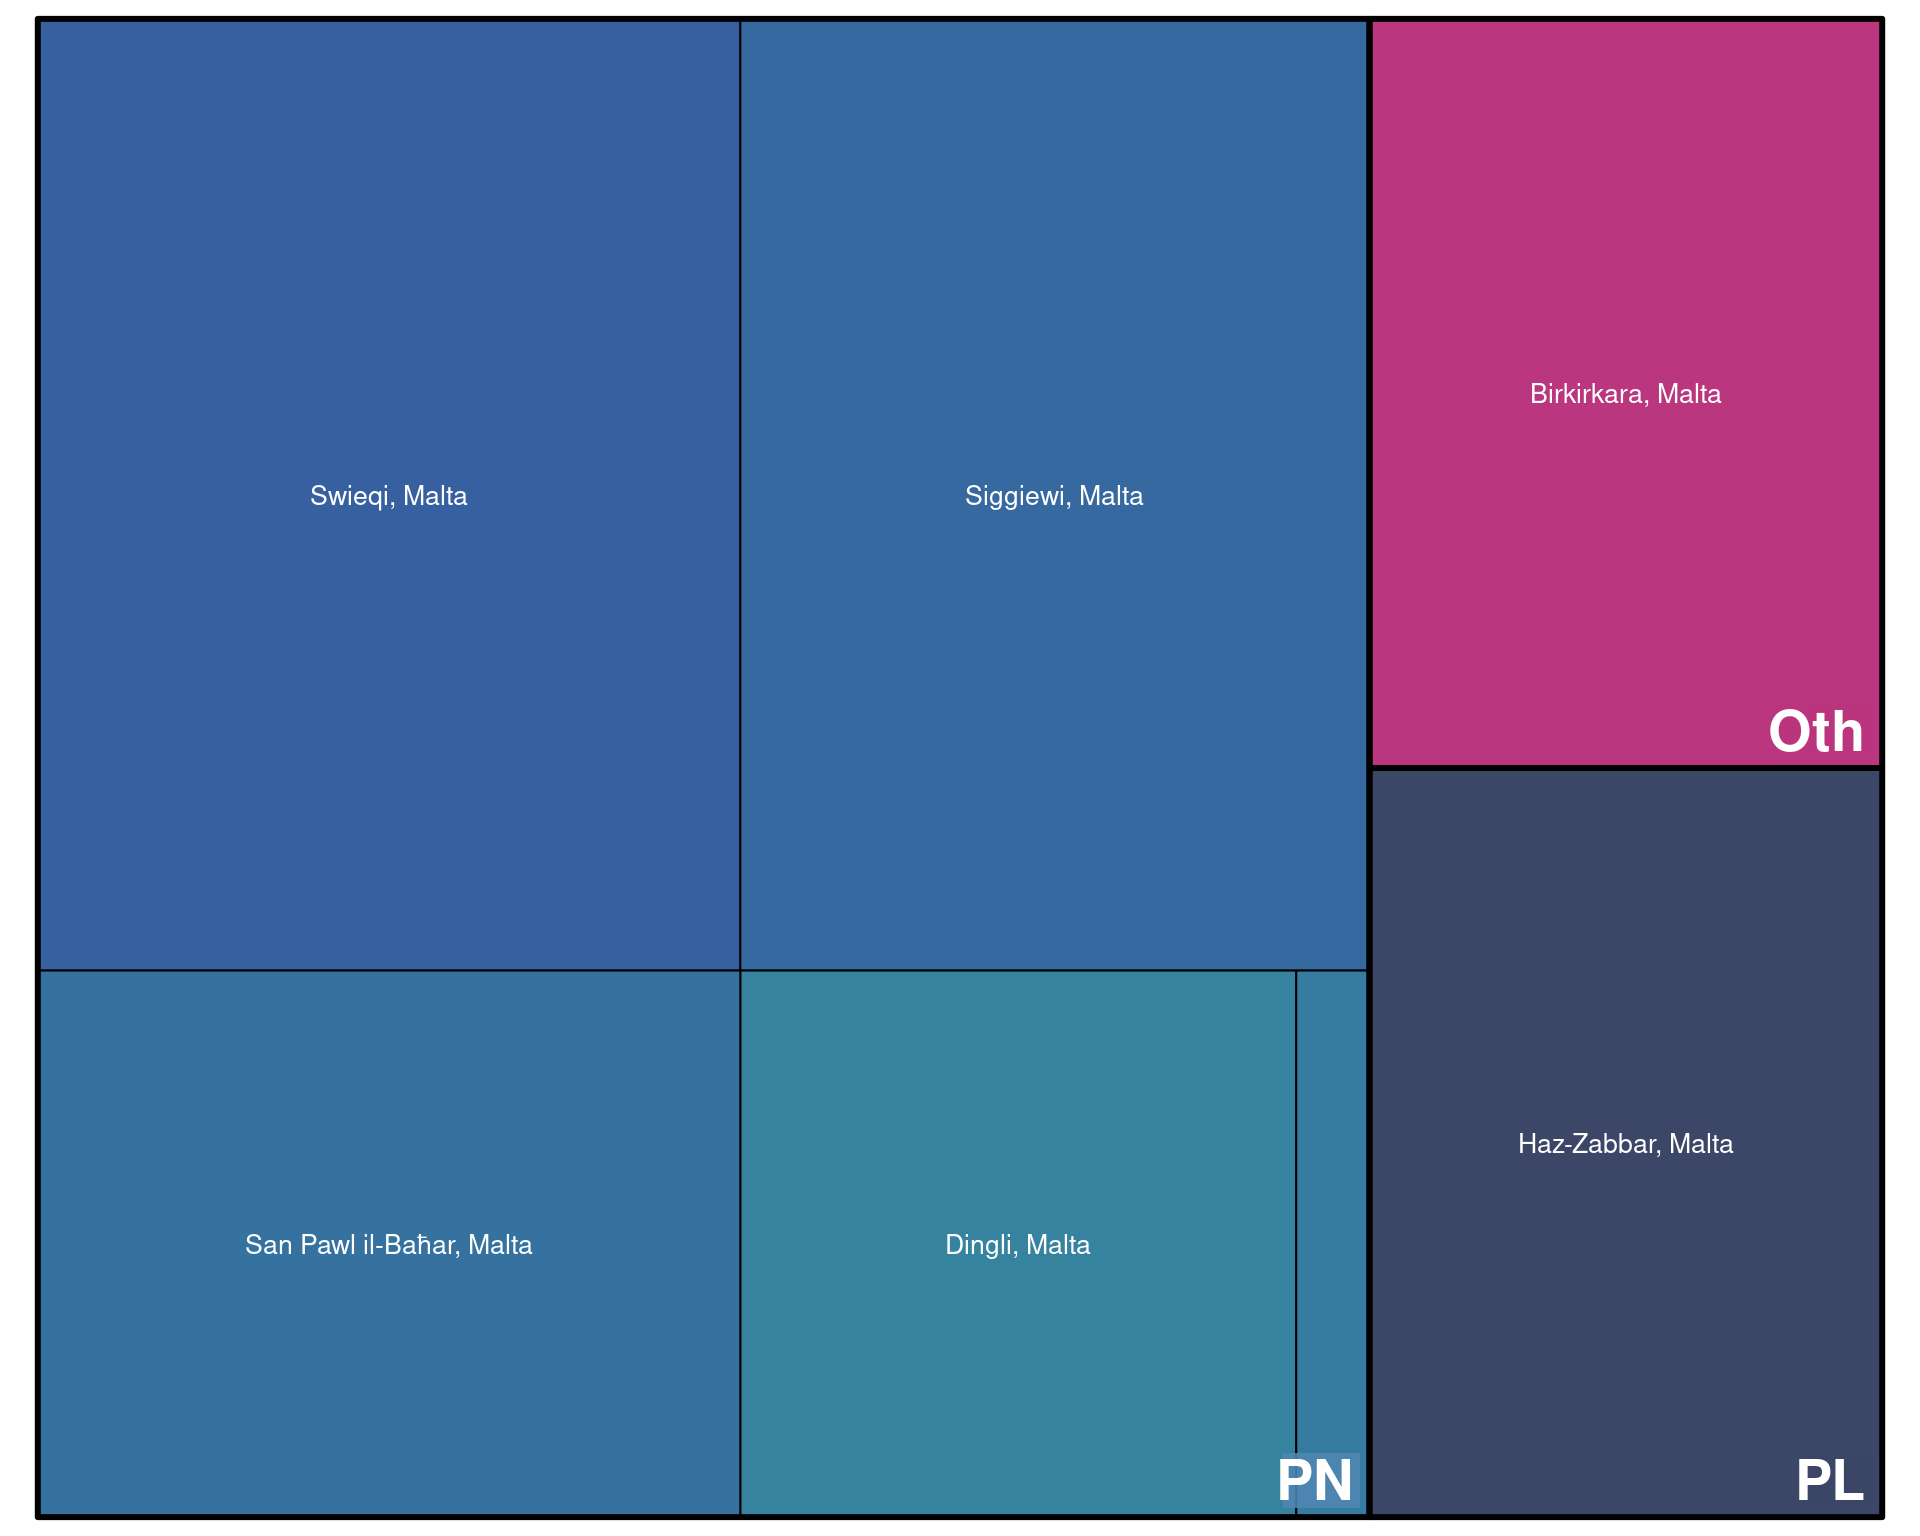 Swieqi, Malta
Siggiewi, Malta
Birkirkara, Malta
Oth
San Pawl il-Baħar, Malta
Dingli, Malta
PN
Haz-Zabbar, Malta
PL